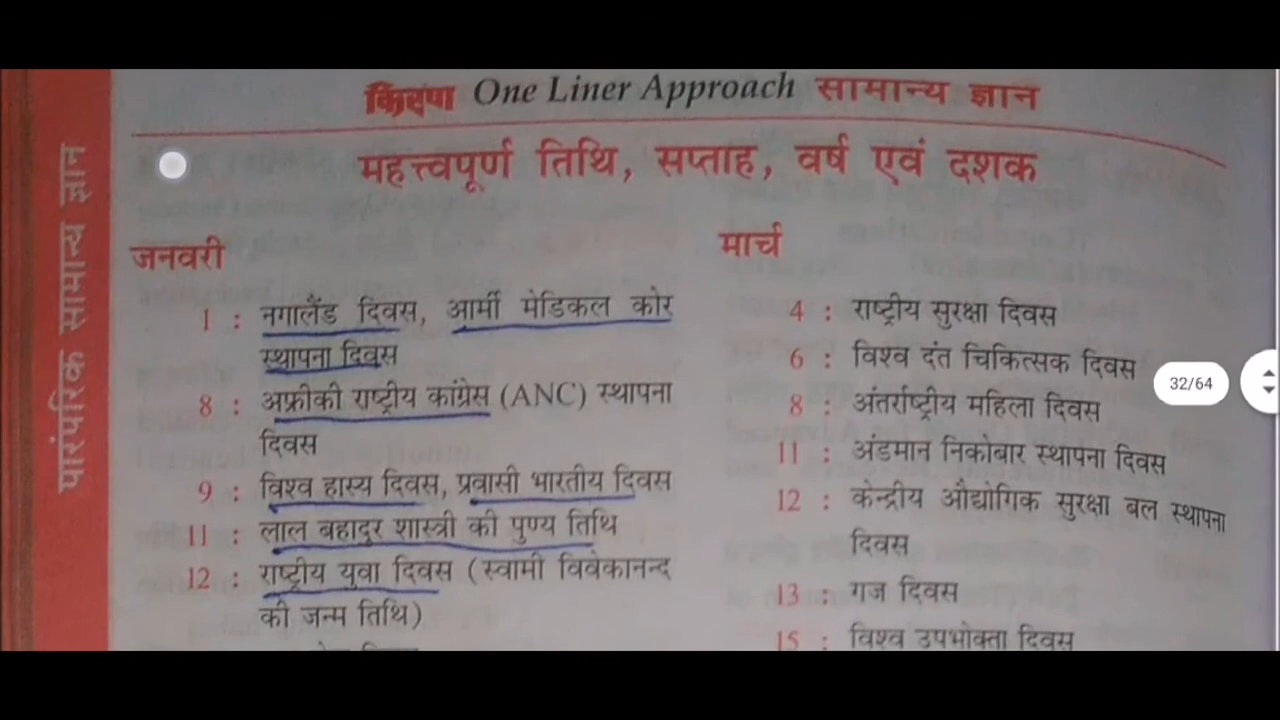 किरण One Liner Approach सामान्य ज्ञान
महत्त्वपूर्ण तिथि, सप्ताह, वर्ष एवं दशक
पारंपरिक सामान्य ज्ञान
जनवरी
1 : नगालैंड दिवस, आर्मी मेडिकल कोर
स्थापना दिवस
8 : अफ्रीकी राष्ट्रीय कांग्रेस (ANC) स्थापना
दिवस
9 : विश्व हास्य दिवस, प्रवासी भारतीय दिवस
11 : लाल बहादुर शास्त्री की पुण्य तिथि
12 : राष्ट्रीय युवा दिवस (स्वामी विवेकानन्द
की जन्म तिथि)
मार्च
4 : राष्ट्रीय सुरक्षा दिवस
6 : विश्व दंत चिकित्सक दिवस
8 : अंतर्राष्ट्रीय महिला दिवस
11 : अंडमान निकोबार स्थापना दिवस
12 : केन्द्रीय औद्योगिक सुरक्षा बल स्थापना
दिवस
13 : गज दिवस
15 : विश्व उपभोक्ता दिवस
32/64